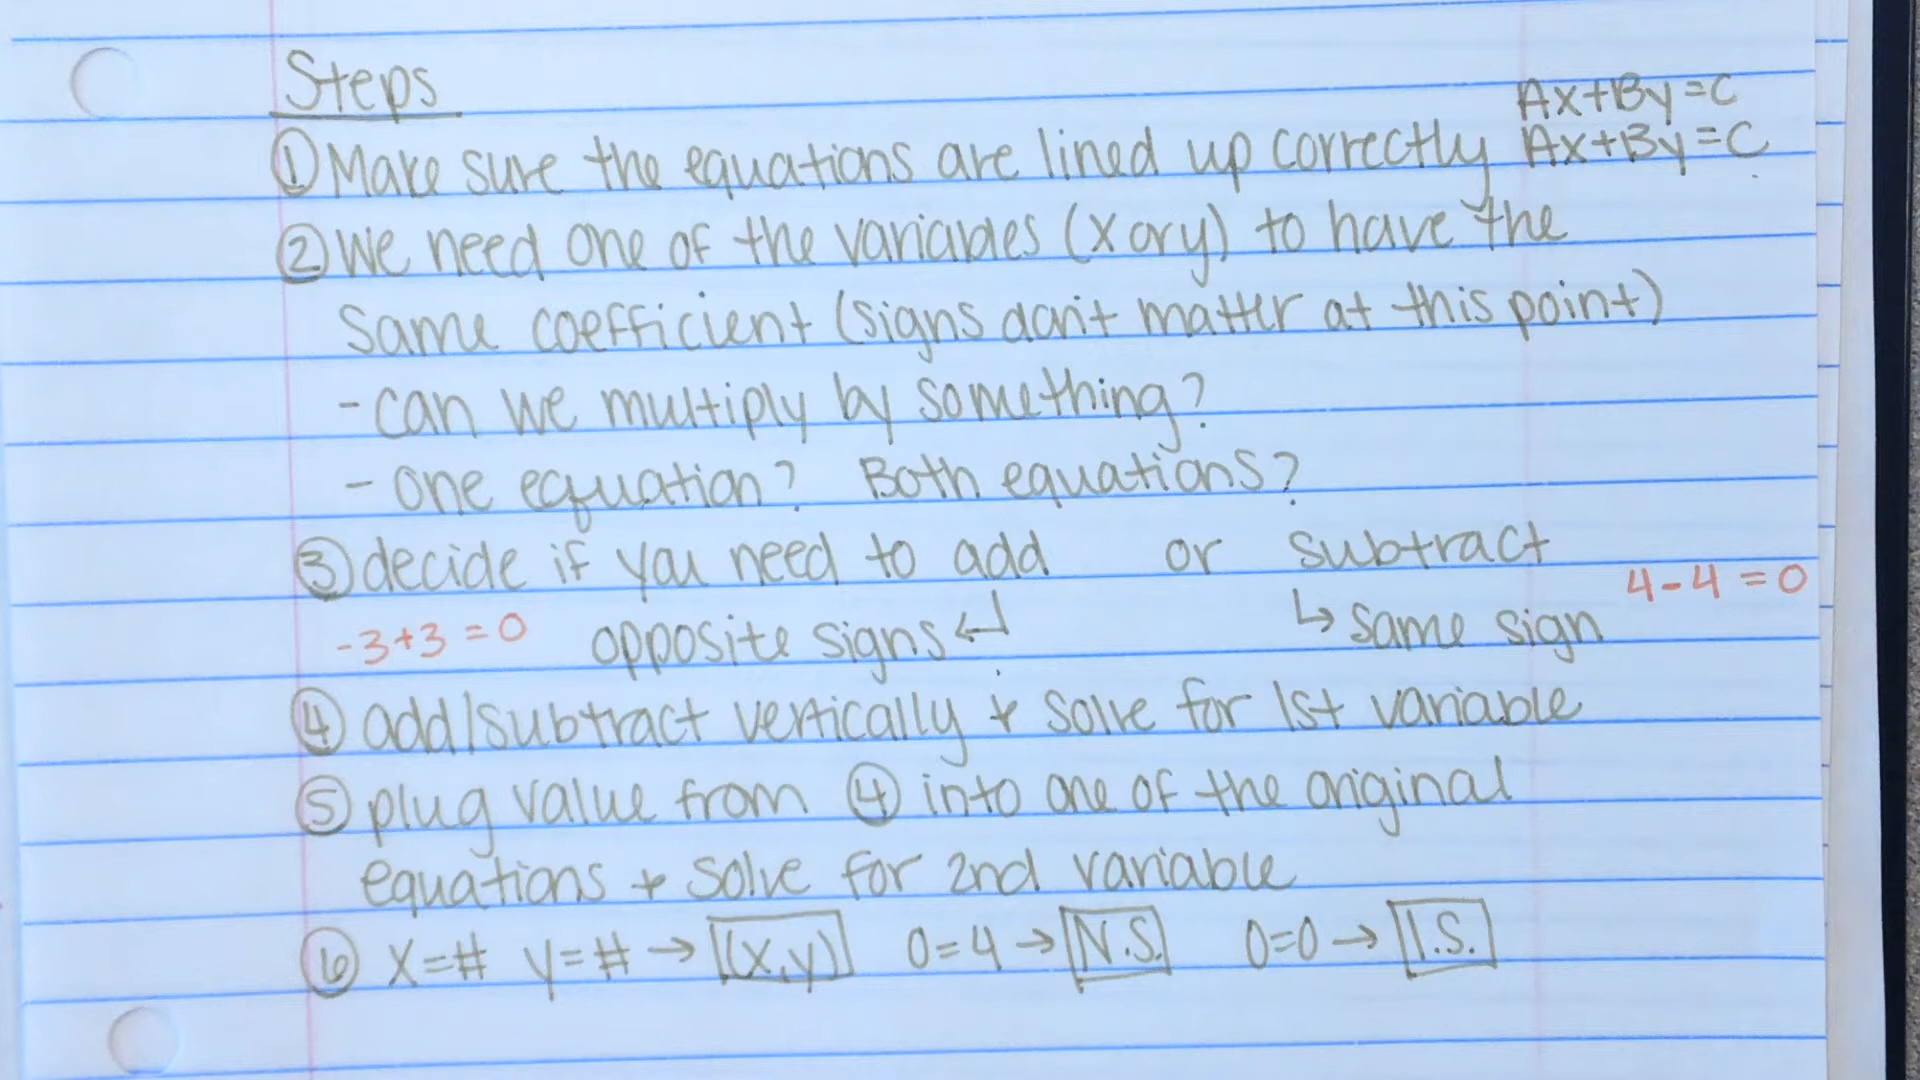 Steps
Ax+By=C
① Make sure the equations are lined up correctly Ax+By=C
② we need one of the variables (x or y) to have the
same coefficient (signs don't matter at this point)
- can we multiply by something?
- one equation? Both equations?
③ decide if you need to add or subtract
-3+3=0 opposite signs ↲ ↳ same sign 4-4=0
④ add/subtract vertically + solve for 1st variable
⑤ plug value from ④ into one of the original
equations + solve for 2nd variable
⑥ x=# y=# → (x,y) 0=4 → N.S. 0=0 → I.S.